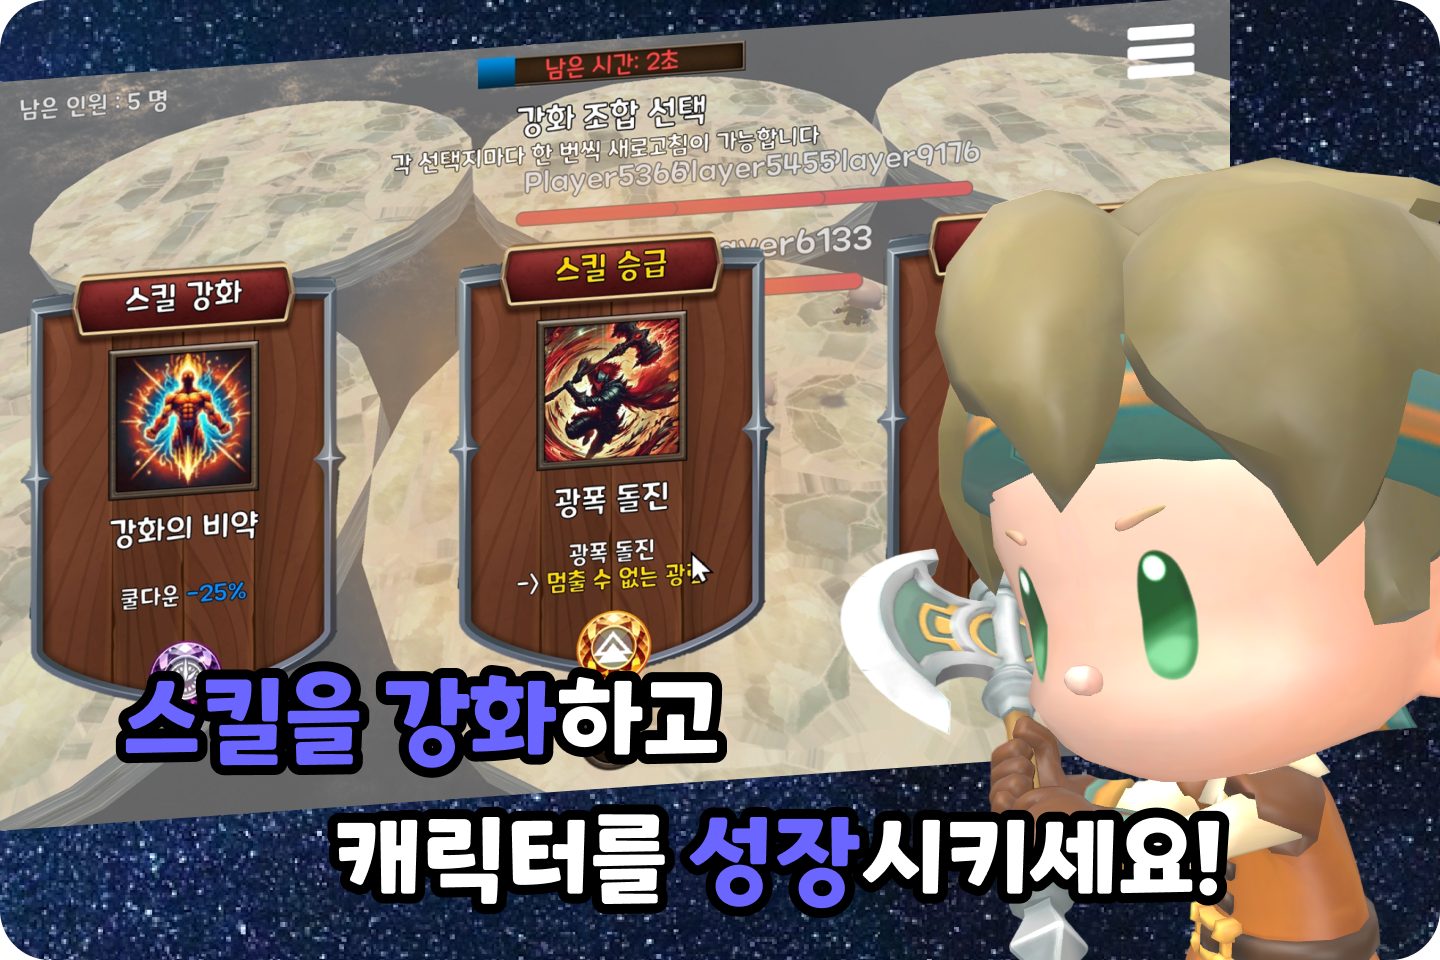 남은 시간: 2초
남은 인원 : 5 명
강화 조합 선택
각 선택지마다 한 번씩 새로고침이 가능합니다
Player5366
layer5455
layer9176
ayer6133
스킬 강화
강화의 비약
쿨다운 -25%
스킬 승급
광폭 돌진
광폭 돌진
-> 멈출 수 없는
스킬을 강화하고
캐릭터를 성장시키세요!